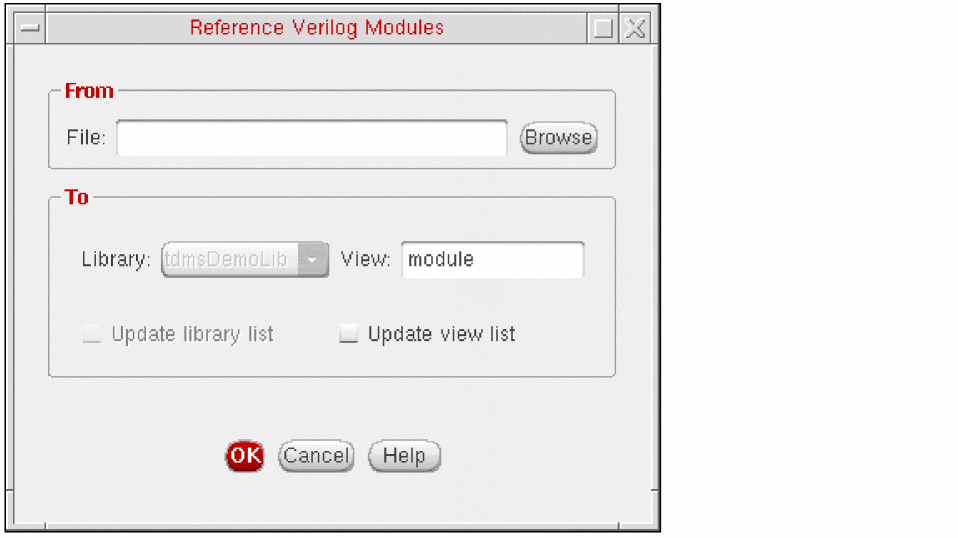 Reference Verilog Modules
From
File: Browse
To
Library: tdmsDemoLib View: module
Update library list Update view list
OK Cancel Help